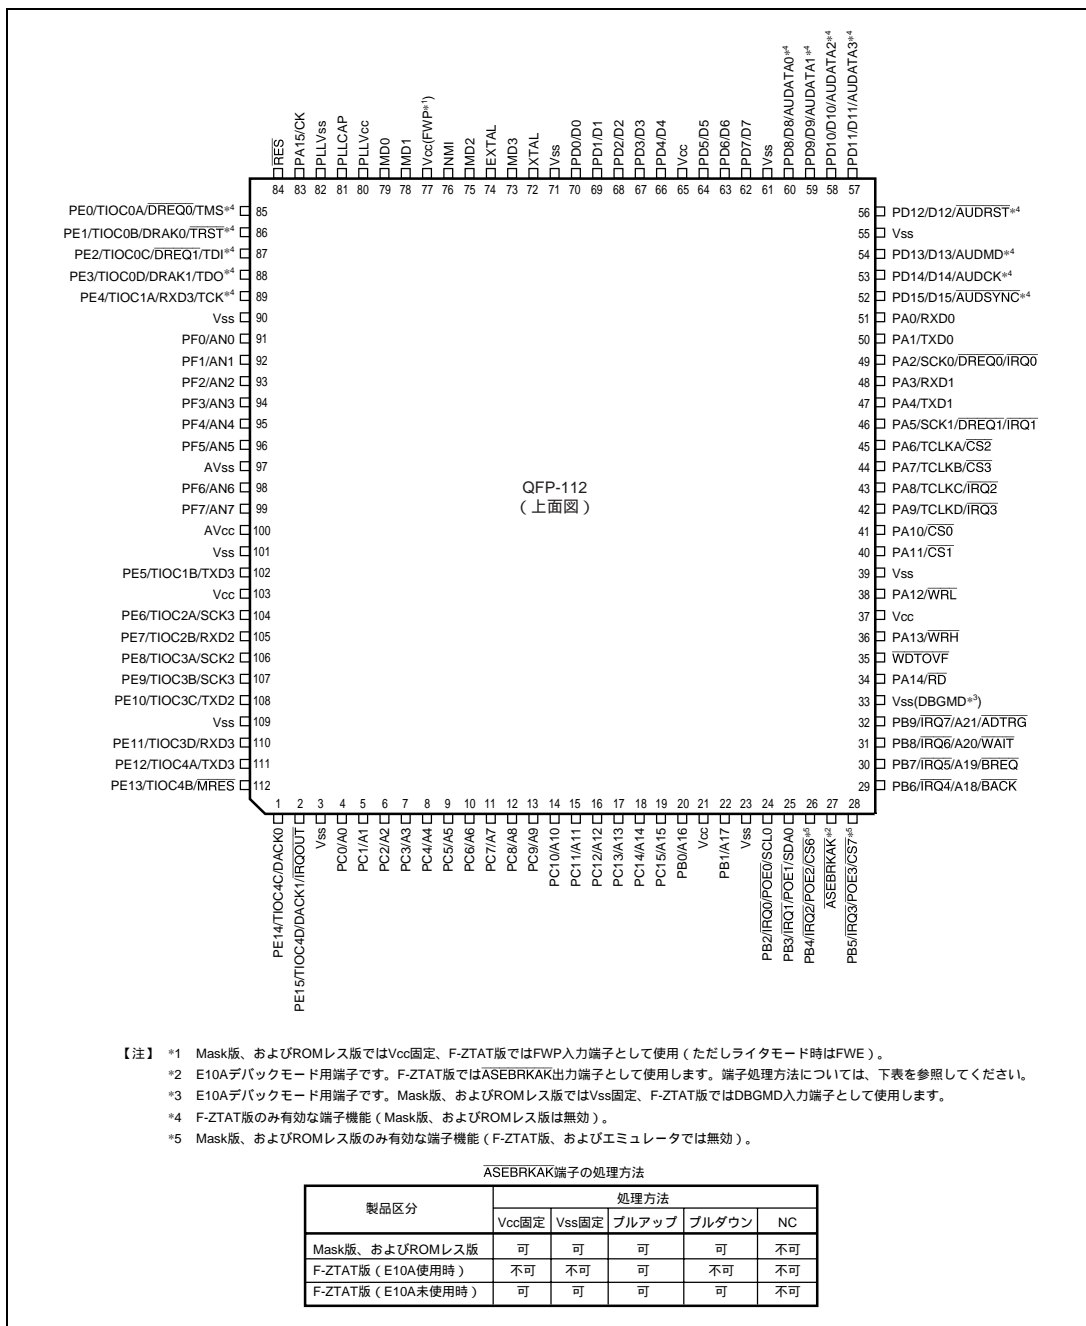 84 RES
83 PA15/CK
82 PLLVss
81 PLLCAP
80 PLLVcc
79 MD0
78 MD1
77 Vcc(FWP*1)
76 NMI
75 MD2
74 EXTAL
73 MD3
72 XTAL
71 Vss
70 PD0/D0
69 PD1/D1
68 PD2/D2
67 PD3/D3
66 PD4/D4
65 Vcc
64 PD5/D5
63 PD6/D6
62 PD7/D7
61 Vss
60 PD8/D8/AUDATA0*4
59 PD9/D9/AUDATA1*4
58 PD10/D10/AUDATA2*4
57 PD11/D11/AUDATA3*4
PE0/TIOC0A/DREQ0/TMS*4 85
PE1/TIOC0B/DRAK0/TRST*4 86
PE2/TIOC0C/DREQ1/TDI*4 87
PE3/TIOC0D/DRAK1/TDO*4 88
PE4/TIOC1A/RXD3/TCK*4 89
Vss 90
PF0/AN0 91
PF1/AN1 92
PF2/AN2 93
PF3/AN3 94
PF4/AN4 95
PF5/AN5 96
AVss 97
PF6/AN6 98
PF7/AN7 99
AVcc 100
Vss 101
PE5/TIOC1B/TXD3 102
Vcc 103
PE6/TIOC2A/SCK3 104
PE7/TIOC2B/RXD2 105
PE8/TIOC3A/SCK2 106
PE9/TIOC3B/SCK3 107
PE10/TIOC3C/TXD2 108
Vss 109
PE11/TIOC3D/RXD3 110
PE12/TIOC4A/TXD3 111
PE13/TIOC4B/MRES 112
QFP-112
(上面図)
56 PD12/D12/AUDRST*4
55 Vss
54 PD13/D13/AUDMD*4
53 PD14/D14/AUDCK*4
52 PD15/D15/AUDSYNC*4
51 PA0/RXD0
50 PA1/TXD0
49 PA2/SCK0/DREQ0/IRQ0
48 PA3/RXD1
47 PA4/TXD1
46 PA5/SCK1/DREQ1/IRQ1
45 PA6/TCLKA/CS2
44 PA7/TCLKB/CS3
43 PA8/TCLKC/IRQ2
42 PA9/TCLKD/IRQ3
41 PA10/CS0
40 PA11/CS1
39 Vss
38 PA12/WRL
37 Vcc
36 PA13/WRH
35 WDTOVF
34 PA14/RD
33 Vss(DBGMD*3)
32 PB9/IRQ7/A21/ADTRG
31 PB8/IRQ6/A20/WAIT
30 PB7/IRQ5/A19/BREQ
29 PB6/IRQ4/A18/BACK
1 PE14/TIOC4C/DACK0
2 PE15/TIOC4D/DACK1/IRQOUT
3 Vss
4 PC0/A0
5 PC1/A1
6 PC2/A2
7 PC3/A3
8 PC4/A4
9 PC5/A5
10 PC6/A6
11 PC7/A7
12 PC8/A8
13 PC9/A9
14 PC10/A10
15 PC11/A11
16 PC12/A12
17 PC13/A13
18 PC14/A14
19 PC15/A15
20 PB0/A16
21 Vcc
22 PB1/A17
23 Vss
24 PB2/IRQ0/POE0/SCL0
25 PB3/IRQ1/POE1/SDA0
26 PB4/IRQ2/POE2/CS6*5
27 ASEBRKAK*2
28 PB5/IRQ3/POE3/CS7*5
【注】 *1 Mask版、およびROMレス版ではVcc固定、F-ZTAT版ではFWP入力端子として使用(ただしライタモード時はFWE)。
*2 E10Aデバックモード用端子です。F-ZTAT版ではASEBRKAK出力端子として使用します。端子処理方法については、下表を参照してください。
*3 E10Aデバックモード用端子です。Mask版、およびROMレス版ではVss固定、F-ZTAT版ではDBGMD入力端子として使用します。
*4 F-ZTAT版のみ有効な端子機能(Mask版、およびROMレス版は無効)。
*5 Mask版、およびROMレス版のみ有効な端子機能(F-ZTAT版、およびエミュレータでは無効)。
ASEBRKAK端子の処理方法
製品区分 処理方法
Vcc固定 Vss固定 プルアップ プルダウン NC
Mask版、およびROMレス版 可 可 可 可 不可
F-ZTAT版(E10A使用時) 不可 不可 可 不可 不可
F-ZTAT版(E10A未使用時) 可 可 可 可 不可